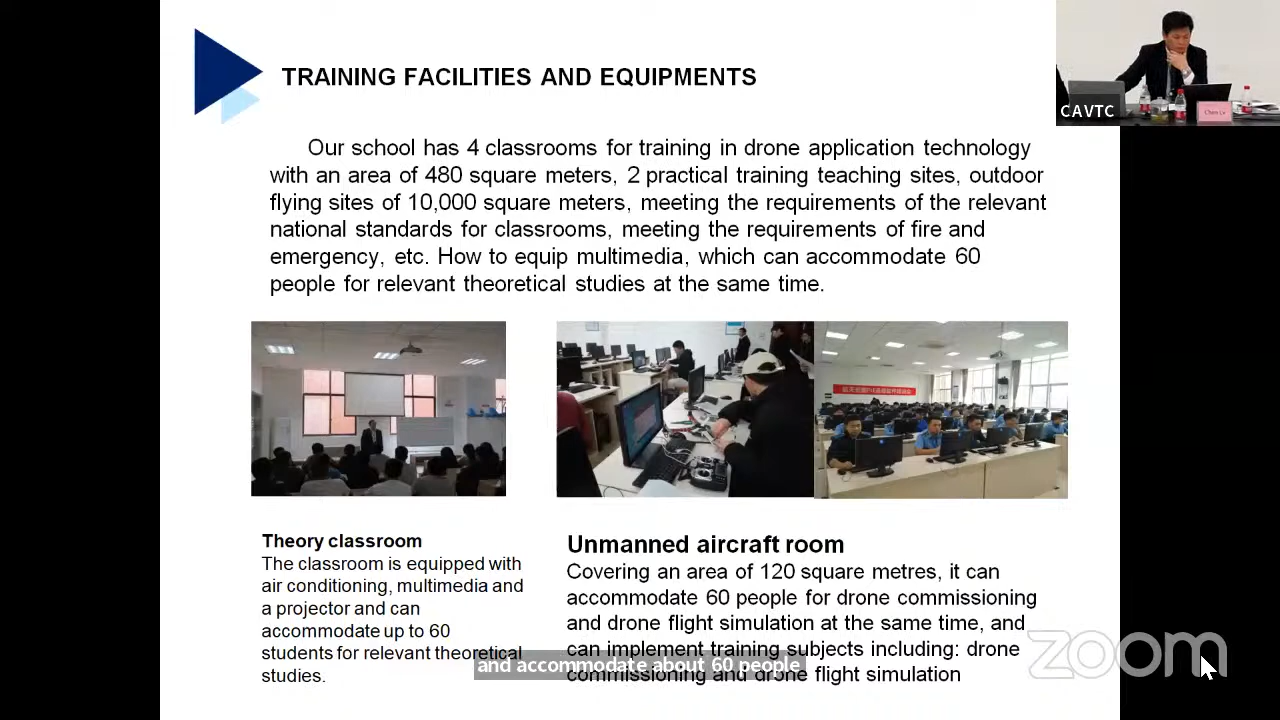 TRAINING FACILITIES AND EQUIPMENTS
CAVTC
Chen Le
Our school has 4 classrooms for training in drone application technology
with an area of 480 square meters, 2 practical training teaching sites, outdoor
flying sites of 10,000 square meters, meeting the requirements of the relevant
national standards for classrooms, meeting the requirements of fire and
emergency, etc. How to equip multimedia, which can accommodate 60
people for relevant theoretical studies at the same time.
Theory classroom
The classroom is equipped with
air conditioning, multimedia and
a projector and can
accommodate up to 60
students for relevant theoretical
studies.
Unmanned aircraft room
Covering an area of 120 square metres, it can
accommodate 60 people for drone commissioning
and drone flight simulation at the same time, and
can implement training subjects including: drone
commissioning and drone flight simulation
and accommodate about 60 people
zoom